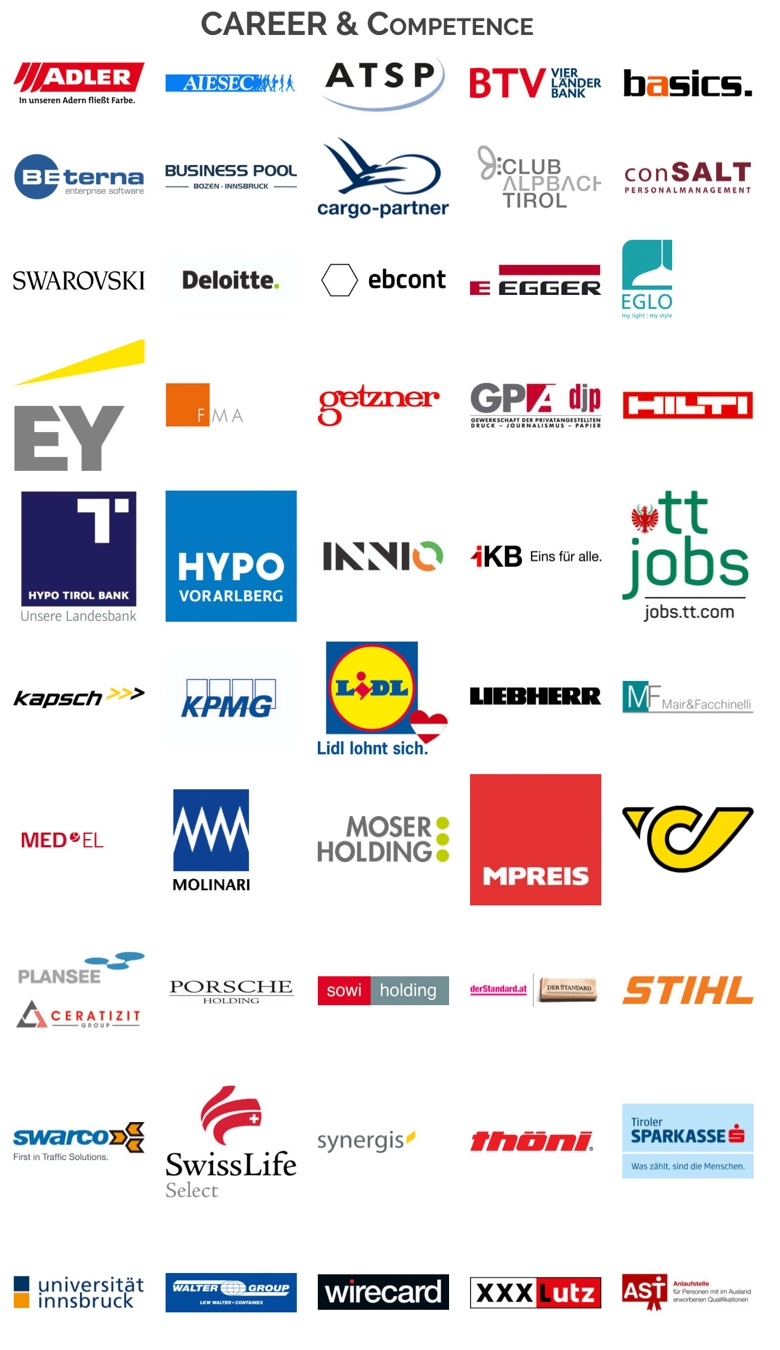 CAREER & COMPETENCE
ADLER
In unseren Adern fließt Farbe.
AIESEC
ATSP
BTV VIER LÄNDER BANK
basics.
BEterna
enterprise software
BUSINESS POOL
BOZEN - INNSBRUCK
cargo-partner
CLUB
ALPBACH
TIROL
conSALT
PERSONALMANAGEMENT
SWAROVSKI
Deloitte.
ebcont
E EGGER
EGLO
my light | my style
EY
FMA
getzner
GPA djp
GEWERKSCHAFT DER PRIVATANGESTELLTEN
DRUCK - JOURNALISMUS - PAPIER
HILTI
HYPO TIROL BANK
Unsere Landesbank
HYPO
VORARLBERG
INNIO
iKB Eins für alle.
tt
jobs
jobs.tt.com
kapsch >>>
KPMG
LiDL
Lidl lohnt sich.
LIEBHERR
MF Mair&Facchinelli
MED EL
MOLINARI
MOSER
HOLDING
MPREIS
PLANSEE
CERATIZIT
GROUP
PORSCHE
HOLDING
sowi holding
derStandard.at DER STANDARD
STIHL
swarco
First in Traffic Solutions.
SwissLife
Select
synergis
thöni®
Tiroler
SPARKASSE
Was zählt, sind die Menschen.
universität
innsbruck
WALTER GROUP
LKW WALTER • CONTAINEX
wirecard
XXXLutz
AST Anlaufstelle
für Personen mit im Ausland
erworbenen Qualifikationen